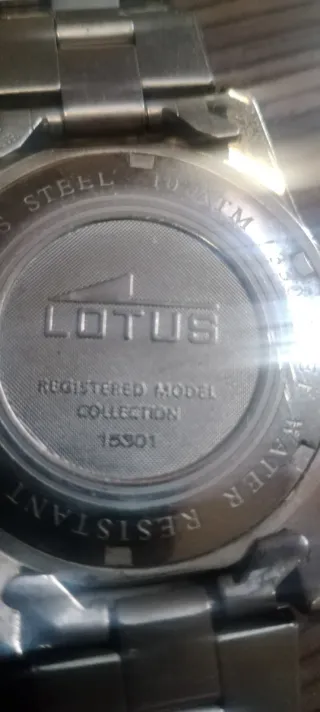 LOTUS
REGISTERED MODEL
COLLECTION
15301
STEEL 10 ATM
WATER RESISTANT